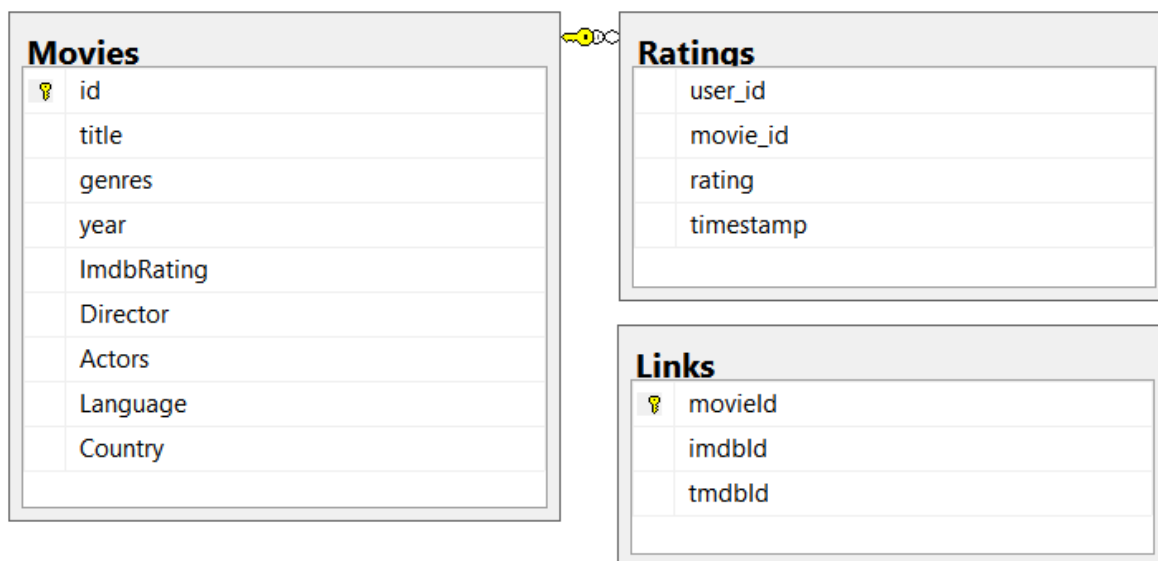 Movies
id
title
genres
year
ImdbRating
Director
Actors
Language
Country
Ratings
user_id
movie_id
rating
timestamp
Links
movieId
imdbId
tmdbId